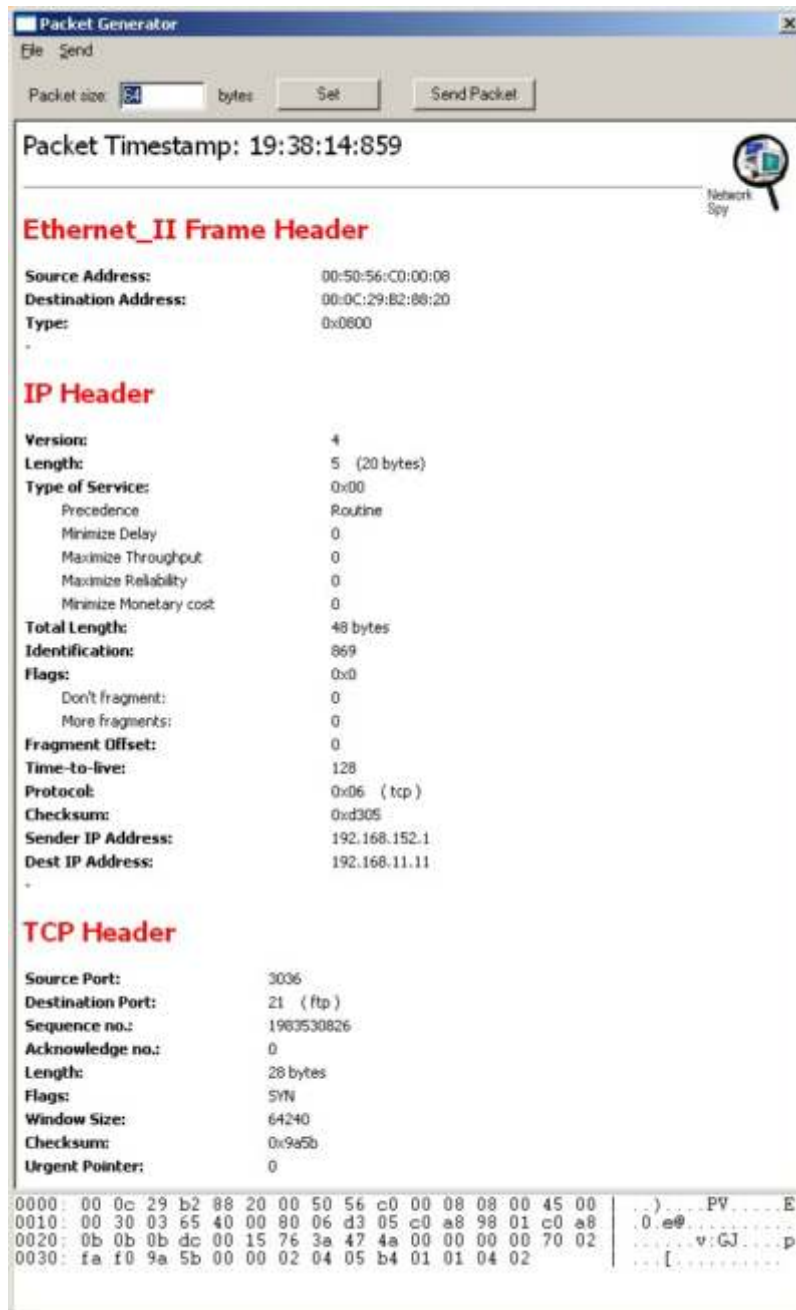 Packet Generator
File Send
Packet size: 64 bytes Set Send Packet
Packet Timestamp: 19:38:14:859
Network Spy
Ethernet_II Frame Header
Source Address: 00:50:56:C0:00:08
Destination Address: 00:0C:29:B2:88:20
Type: 0x0800
-
IP Header
Version: 4
Length: 5 (20 bytes)
Type of Service: 0x00
Precedence Routine
Minimize Delay 0
Maximize Throughput 0
Maximize Reliability 0
Minimize Monetary cost 0
Total Length: 48 bytes
Identification: 869
Flags: 0x0
Don't fragment: 0
More fragments: 0
Fragment Offset: 0
Time-to-live: 128
Protocol: 0x06 ( tcp )
Checksum: 0xd305
Sender IP Address: 192.168.152.1
Dest IP Address: 192.168.11.11
-
TCP Header
Source Port: 3036
Destination Port: 21 ( ftp )
Sequence no.: 1983530826
Acknowledge no.: 0
Length: 28 bytes
Flags: SYN
Window Size: 64240
Checksum: 0x9a5b
Urgent Pointer: 0
0000: 00 0c 29 b2 88 20 00 50 56 c0 00 08 08 00 45 00 | ..)....PV.....E
0010: 00 30 03 65 40 00 80 06 d3 05 c0 a8 98 01 c0 a8 | .0.e@..........
0020: 0b 0b 0b dc 00 15 76 3a 47 4a 00 00 00 00 70 02 | ......v:GJ....p
0030: fa f0 9a 5b 00 00 02 04 05 b4 01 01 04 02 | ...[..........